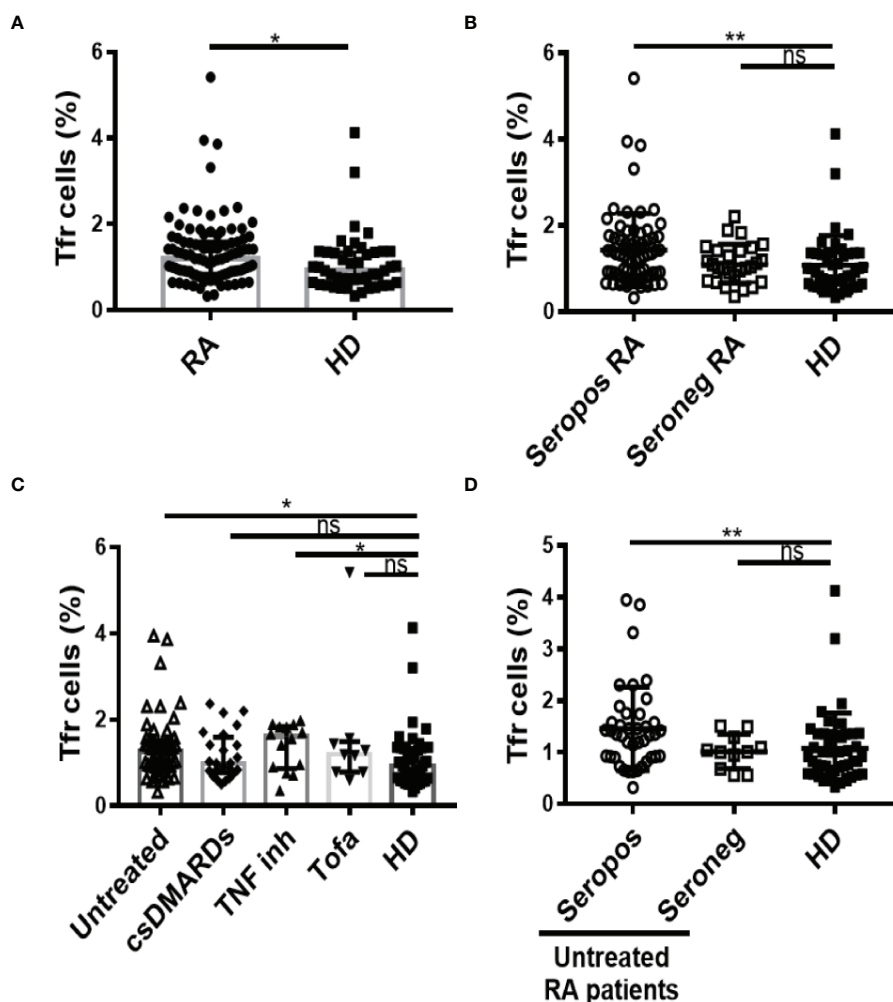 A
Tfr cells (%)
6
4
2
0
*
RA
HD
B
Tfr cells (%)
6
4
2
0
**
ns
Seropos RA
Seroneg RA
HD
C
Tfr cells (%)
6
4
2
0
*
ns
*
ns
Untreated
csDMARDs
TNF inh
Tofa
HD
D
Tfr cells (%)
5
4
3
2
1
0
**
ns
Seropos
Seroneg
HD
Untreated
RA patients